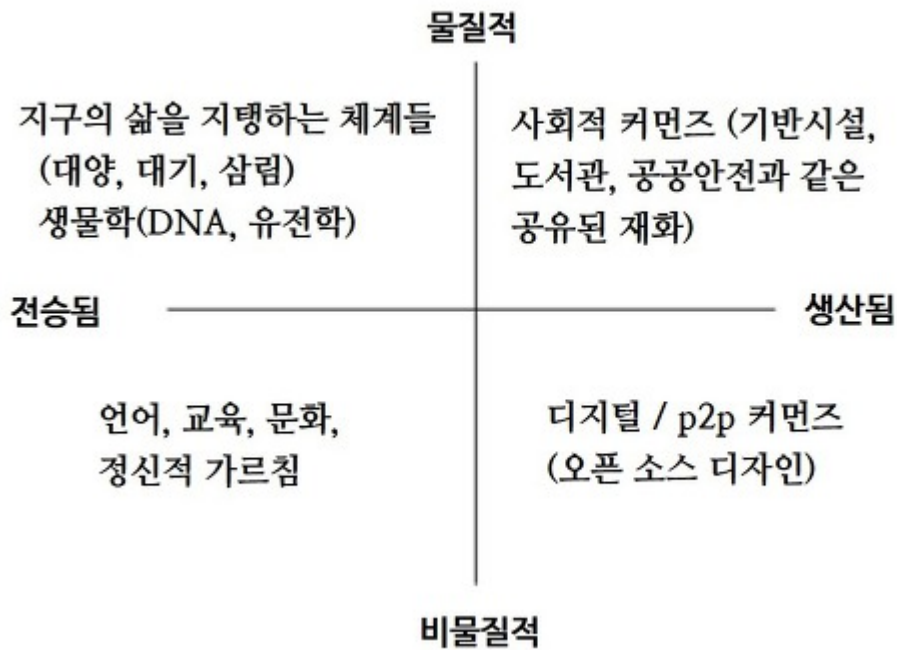 물질적
지구의 삶을 지탱하는 체계들
(대양, 대기, 삼림)
생물학(DNA, 유전학)
사회적 커먼즈 (기반시설,
도서관, 공공안전과 같은
공유된 재화)
전승됨
생산됨
언어, 교육, 문화,
정신적 가르침
디지털 / p2p 커먼즈
(오픈 소스 디자인)
비물질적